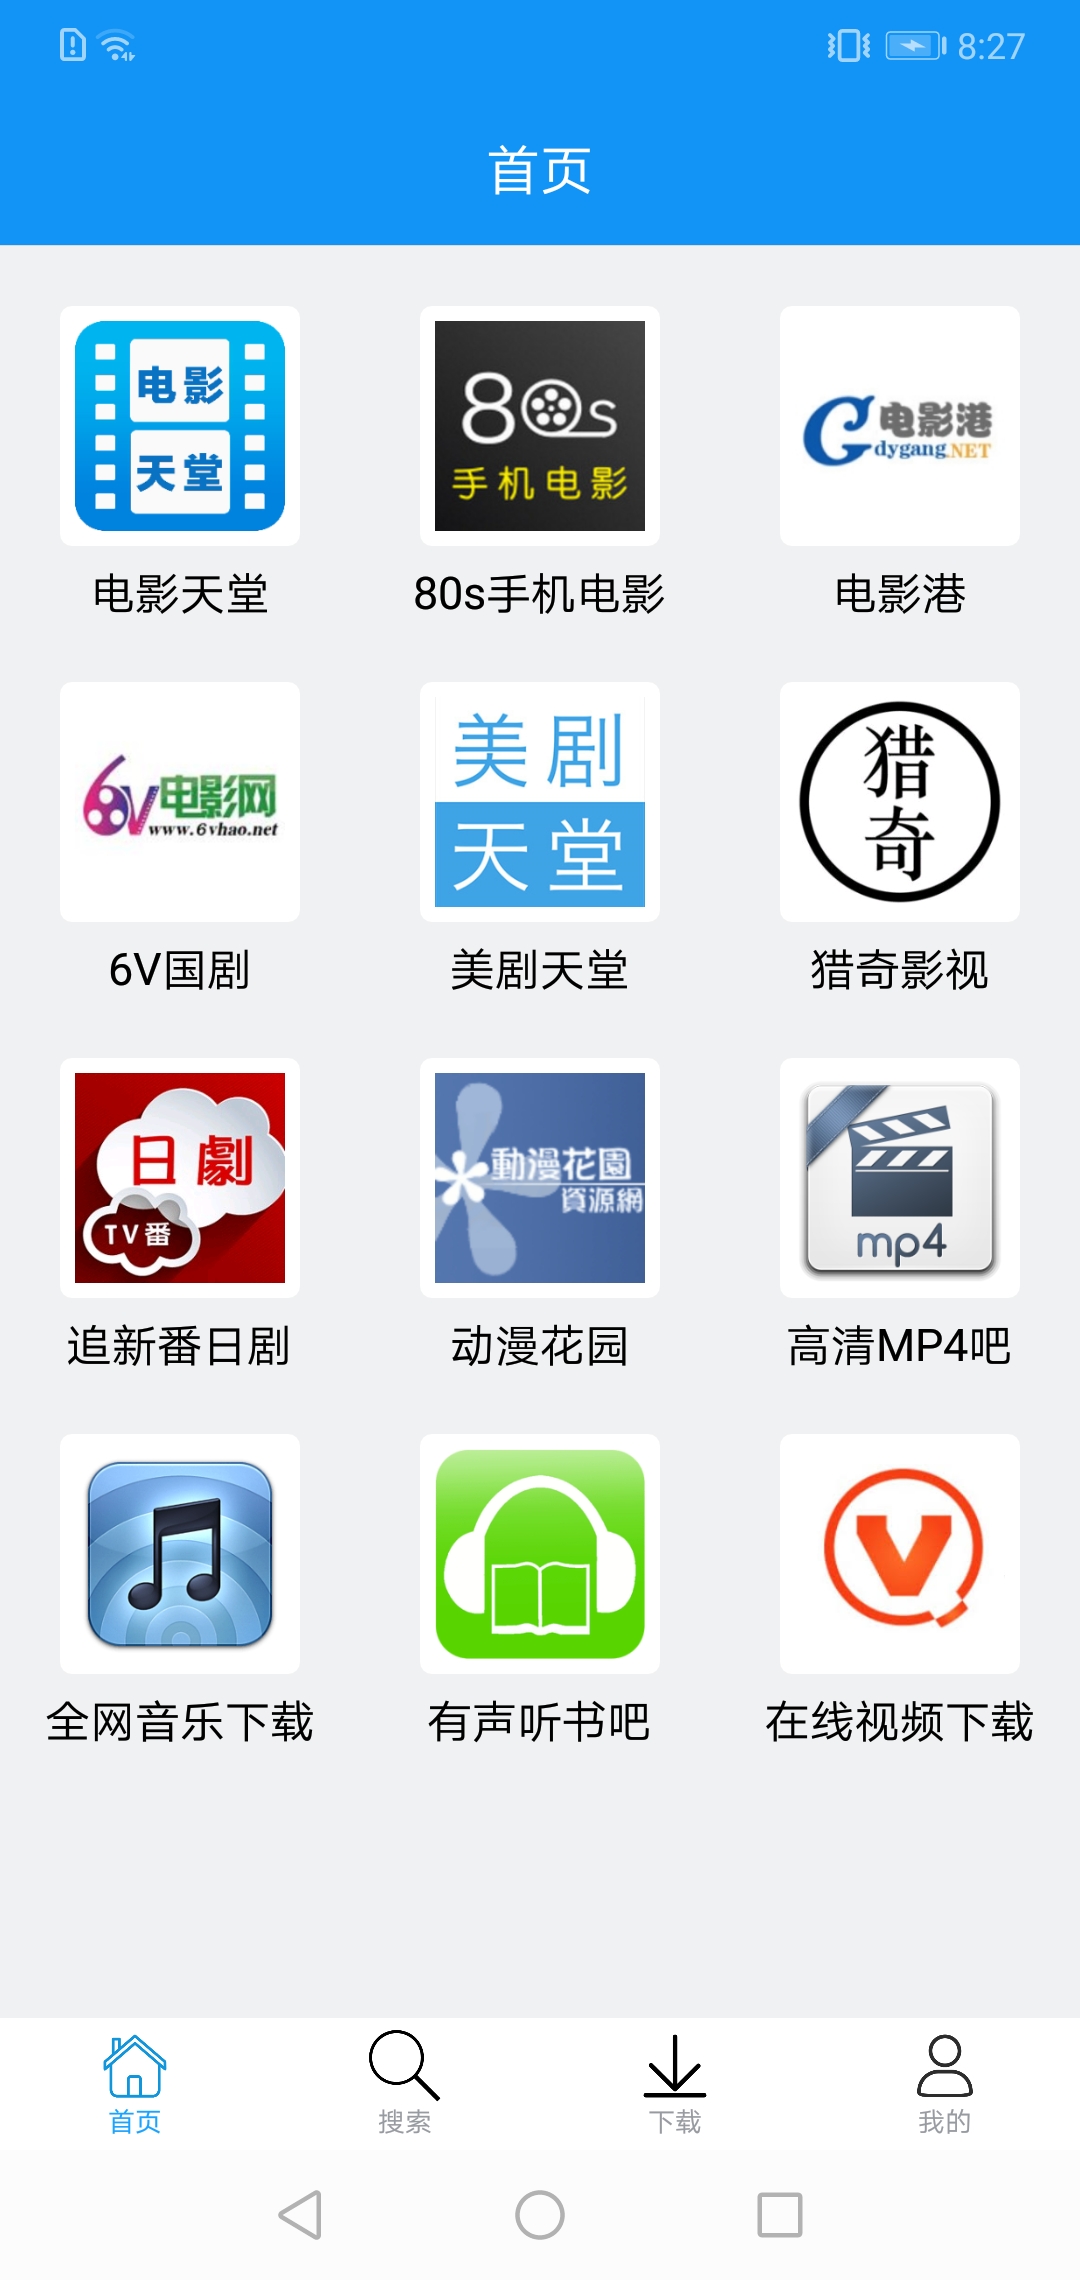 8:27
首页
电影
天堂
80s
手机电影
电影港
dygang.NET
电影天堂
80s手机电影
电影港
6V电影网
www.6vhao.net
美剧
天堂
猎
奇
6V国剧
美剧天堂
猎奇影视
日劇
TV番
動漫花園
資源網
mp4
追新番日剧
动漫花园
高清MP4吧
V
全网音乐下载
有声听书吧
在线视频下载
首页
搜索
下载
我的